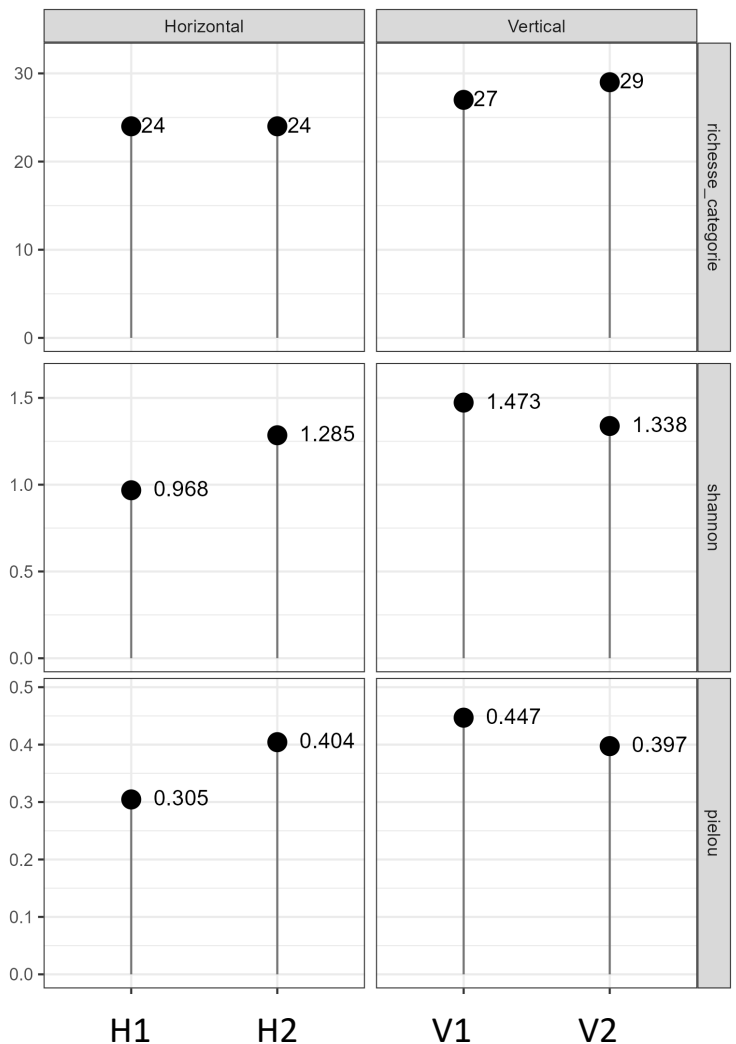 Horizontal Vertical
30
20
10
0
24 24 27 29
richesse_categorie
1.5
1.0
0.5
0.0
0.968 1.285 1.473 1.338
shannon
0.5
0.4
0.3
0.2
0.1
0.0
0.305 0.404 0.447 0.397
pielou
H1 H2 V1 V2